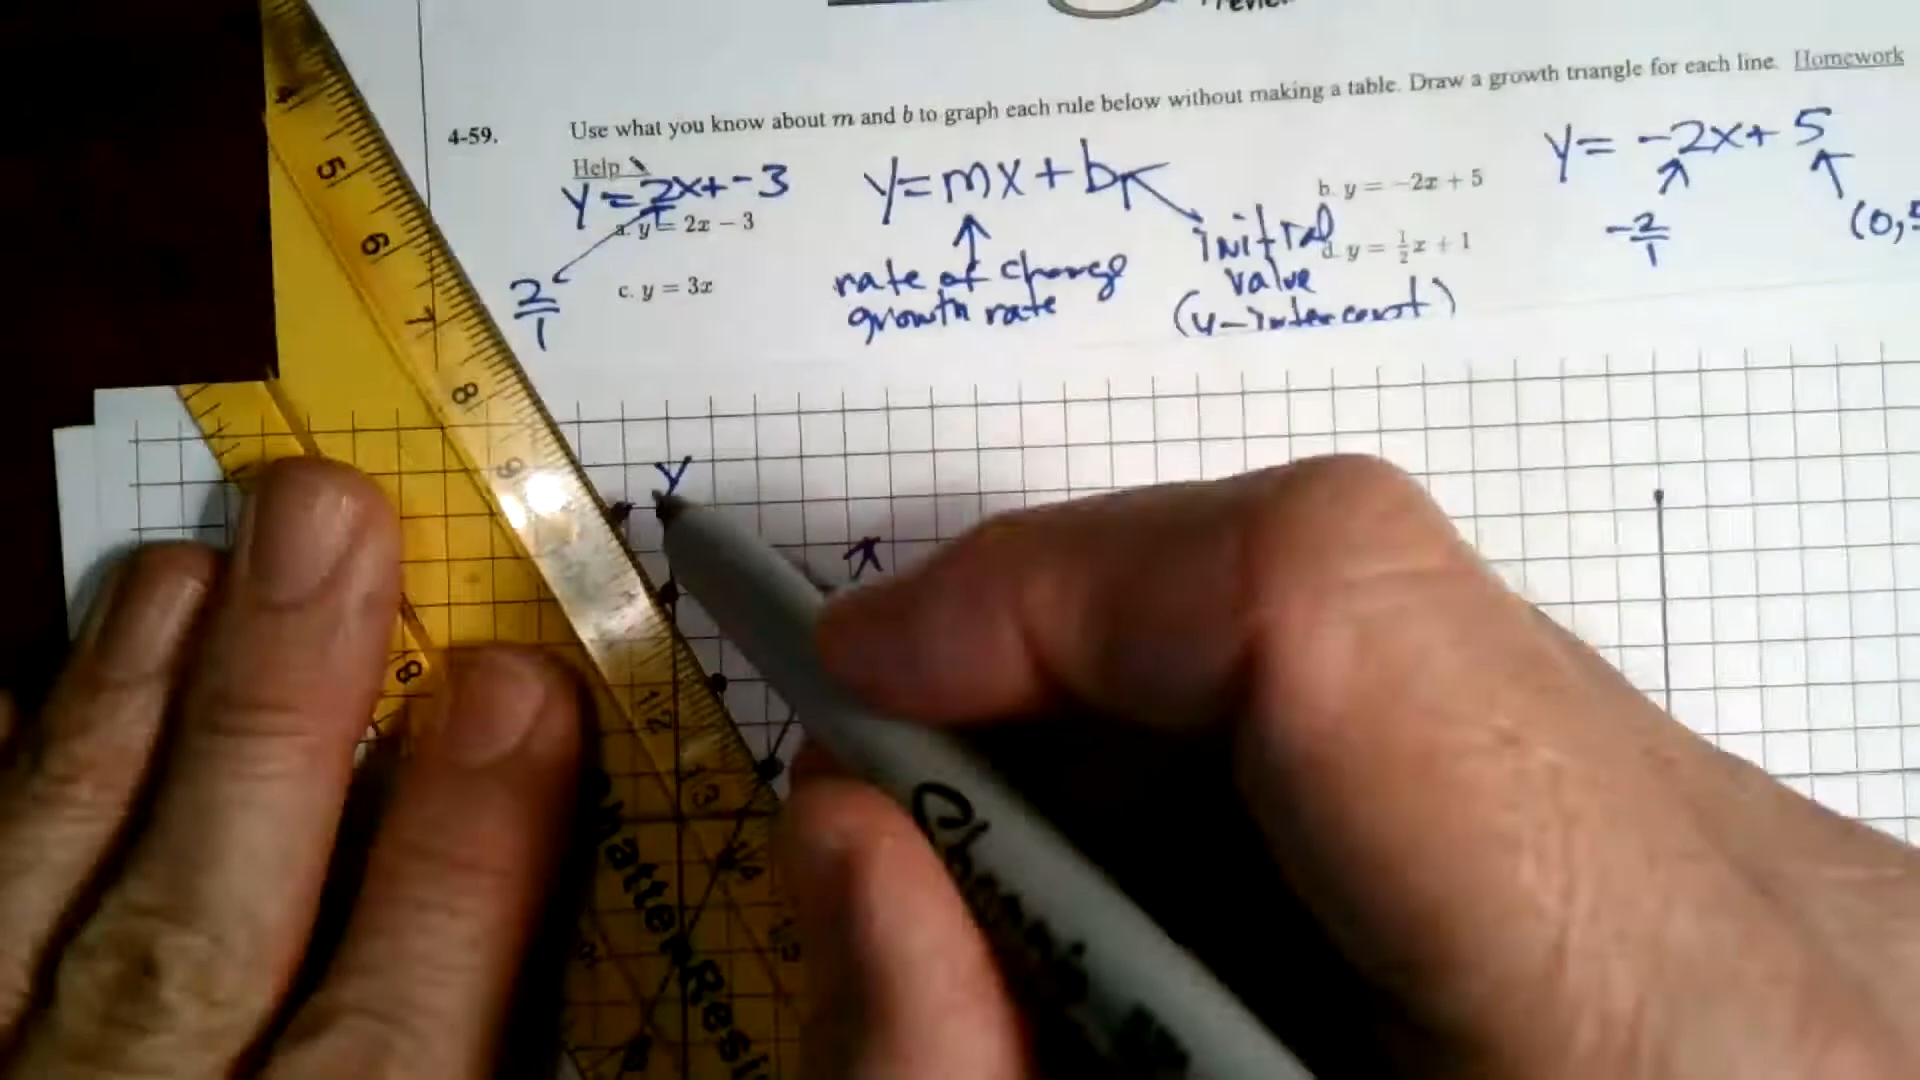 4-59. Use what you know about m and b to graph each rule below without making a table. Draw a growth triangle for each line. Homework
Help
y = 2x + -3
a. y = 2x - 3
2/1
c. y = 3x
y = mx + b
rate of change
growth rate
initial
value
(y-intercept)
b. y = -2x + 5
d. y = 1/2x + 1
y = -2x + 5
-2/1
(0, 5
4
5
6
7
8
9
12
13
8
y
Shatter Resi